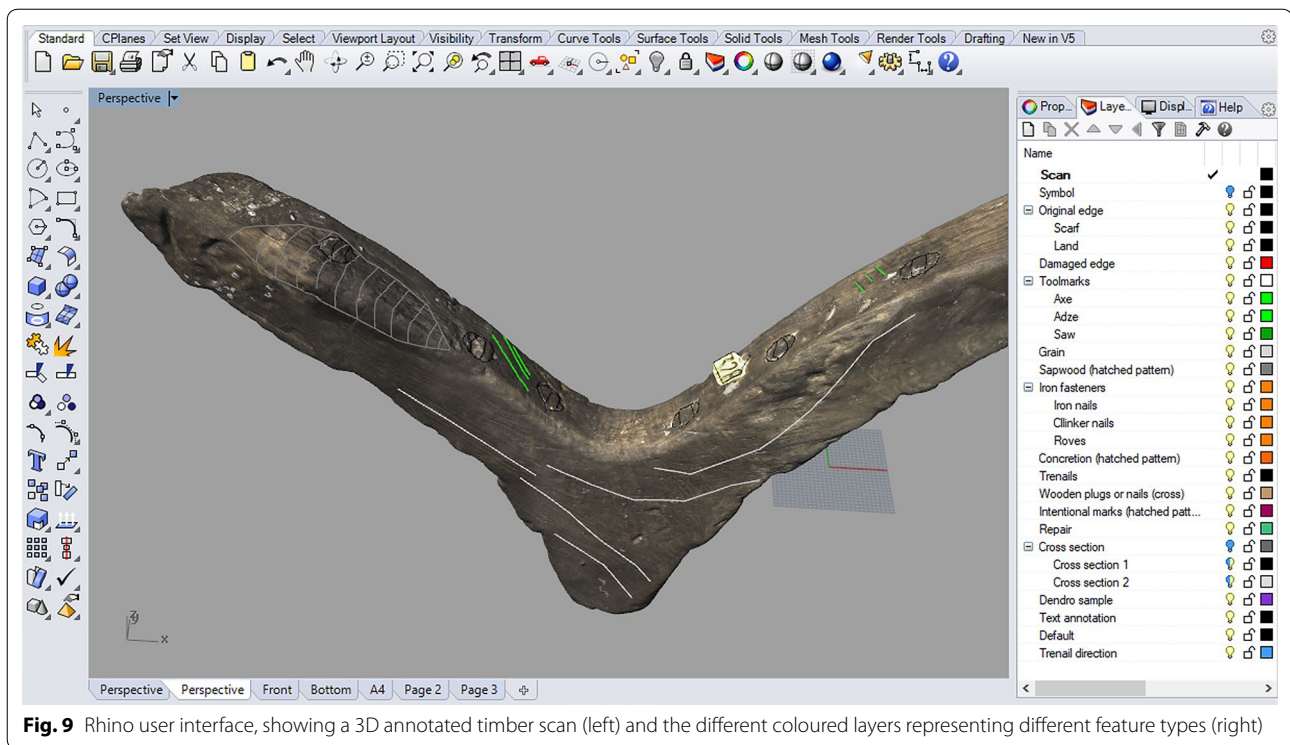 Standard CPlanes Set View Display Select Viewport Layout Visibility Transform Curve Tools Surface Tools Solid Tools Mesh Tools Render Tools Drafting New in V5
Perspective
x
Perspective Perspective Front Bottom A4 Page 2 Page 3
Prop... Laye... Displ... Help
Name
Scan
Symbol
Original edge
Scarf
Land
Damaged edge
Toolmarks
Axe
Adze
Saw
Grain
Sapwood (hatched pattern)
Iron fasteners
Iron nails
Cllinker nails
Roves
Concretion (hatched pattern)
Trenails
Wooden plugs or nails (cross)
Intentional marks (hatched patt...
Repair
Cross section
Cross section 1
Cross section 2
Dendro sample
Text annotation
Default
Trenail direction
Fig. 9 Rhino user interface, showing a 3D annotated timber scan (left) and the different coloured layers representing different feature types (right)